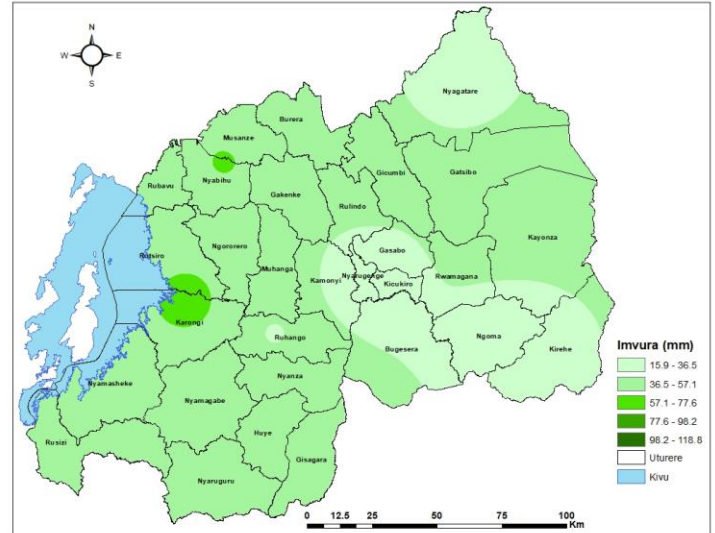 N
W E
S
Nyagatare
Burera
Musanze
Nyabihu
Rubavu
Gakenke
Rulindo
Gicumbi
Gatsibo
Kayonza
Rutsiro
Ngororero
Muhanga
Kamonyi
Gasabo
Nyarugenge
Kicukiro
Rwamagana
Karongi
Ruhango
Bugesera
Ngoma
Kirehe
Nyamasheke
Nyamagabe
Nyanza
Huye
Gisagara
Rusizi
Nyaruguru
Imvura (mm)
15.9 - 36.5
36.5 - 57.1
57.1 - 77.6
77.6 - 98.2
98.2 - 118.8
Uturere
Kivu
0 12.5 25 50 75 100
Km